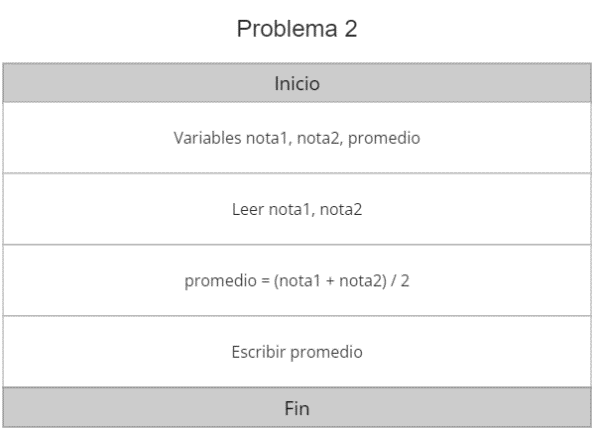 Problema 2
Inicio
Variables nota1, nota2, promedio
Leer nota1, nota2
promedio = (nota1 + nota2) / 2
Escribir promedio
Fin